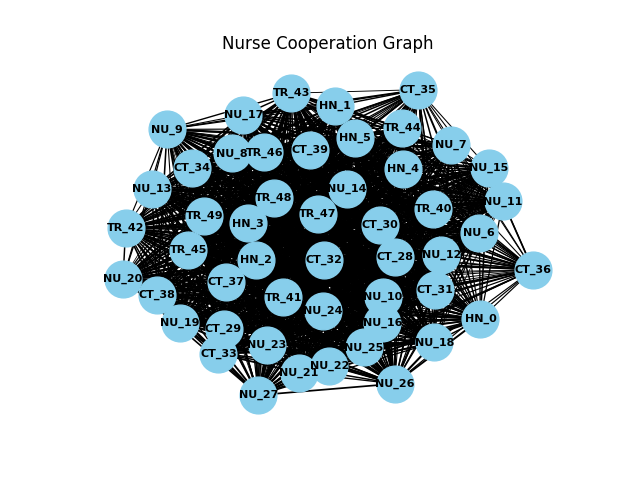 Nurse Cooperation Graph
CT_35
TR_43
HN_1
NU_17
NU_9
TR_44
HN_5
NU_7
CT_39
NU_8
TR_46
CT_34
HN_4
NU_15
NU_13
NU_14
TR_48
NU_11
TR_40
TR_49
TR_47
HN_3
CT_30
TR_42
NU_6
TR_45
NU_12
CT_28
HN_2
CT_32
CT_36
NU_20
CT_37
CT_31
CT_38
TR_41
NU_10
NU_24
HN_0
NU_19
NU_16
CT_29
NU_18
NU_23
NU_25
CT_33
NU_22
NU_21
NU_26
NU_27